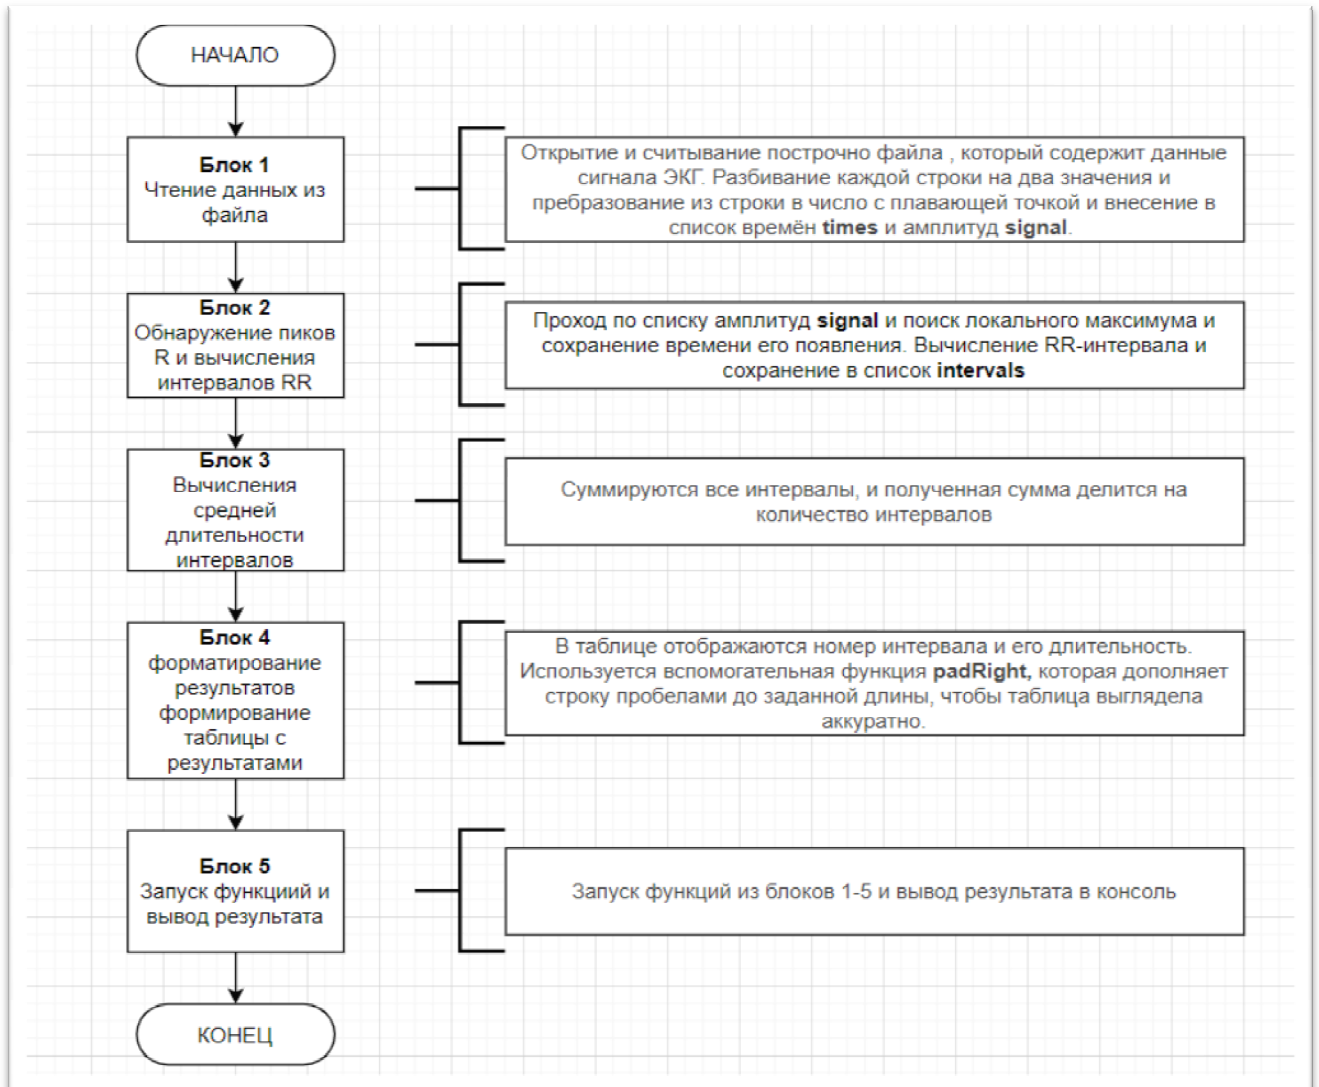 НАЧАЛО
Блок 1
Чтение данных из
файла
Открытие и считывание построчно файла , который содержит данные
сигнала ЭКГ. Разбивание каждой строки на два значения и
пребразование из строки в число с плавающей точкой и внесение в
список времён times и амплитуд signal.
Блок 2
Обнаружение пиков
R и вычисления
интервалов RR
Проход по списку амплитуд signal и поиск локального максимума и
сохранение времени его появления. Вычисление RR-интервала и
сохранение в список intervals
Блок 3
Вычисления
средней
длительности
интервалов
Суммируются все интервалы, и полученная сумма делится на
количество интервалов
Блок 4
форматирование
результатов
формирование
таблицы с
результатами
В таблице отображаются номер интервала и его длительность.
Используется вспомогательная функция padRight, которая дополняет
строку пробелами до заданной длины, чтобы таблица выглядела
аккуратно.
Блок 5
Запуск функциий и
вывод результата
Запуск функций из блоков 1-5 и вывод результата в консоль
КОНЕЦ